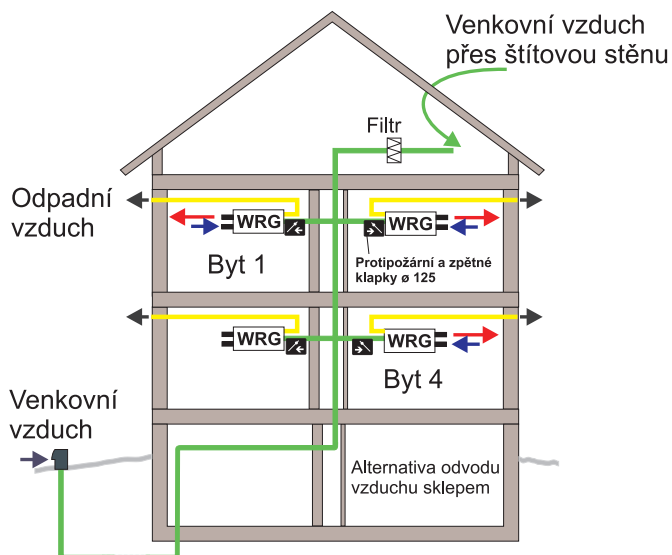 Venkovní vzduch
přes štítovou stěnu
Filtr
Odpadní
vzduch
WRG
WRG
Protipožární a zpětné
klapky ø 125
Byt 1
WRG
WRG
Byt 4
Venkovní
vzduch
Alternativa odvodu
vzduchu sklepem